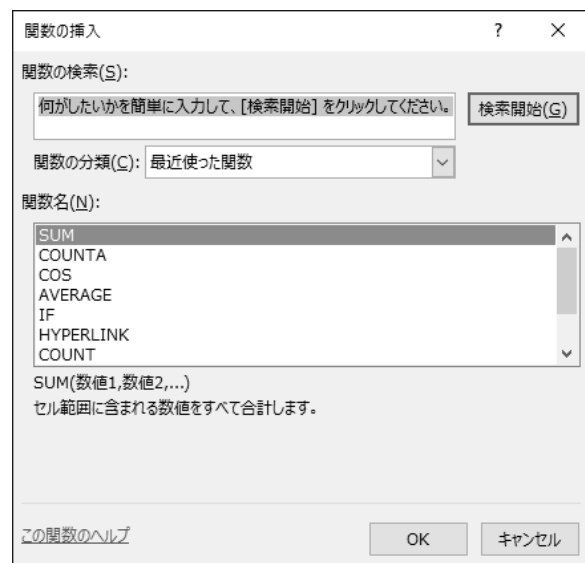 関数の挿入
?
×
関数の検索(S):
何がしたいかを簡単に入力して、[検索開始] をクリックしてください。
検索開始(G)
関数の分類(C):
最近使った関数
関数名(N):
SUM
COUNTA
COS
AVERAGE
IF
HYPERLINK
COUNT
SUM(数値1,数値2,...)
セル範囲に含まれる数値をすべて合計します。
この関数のヘルプ
OK
キャンセル